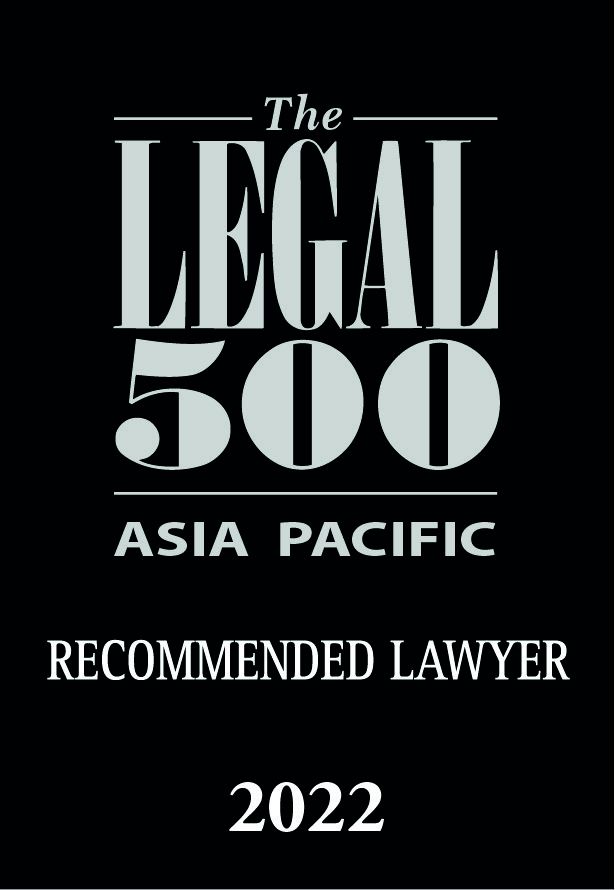 The
LEGAL
500
ASIA PACIFIC
RECOMMENDED LAWYER
2022